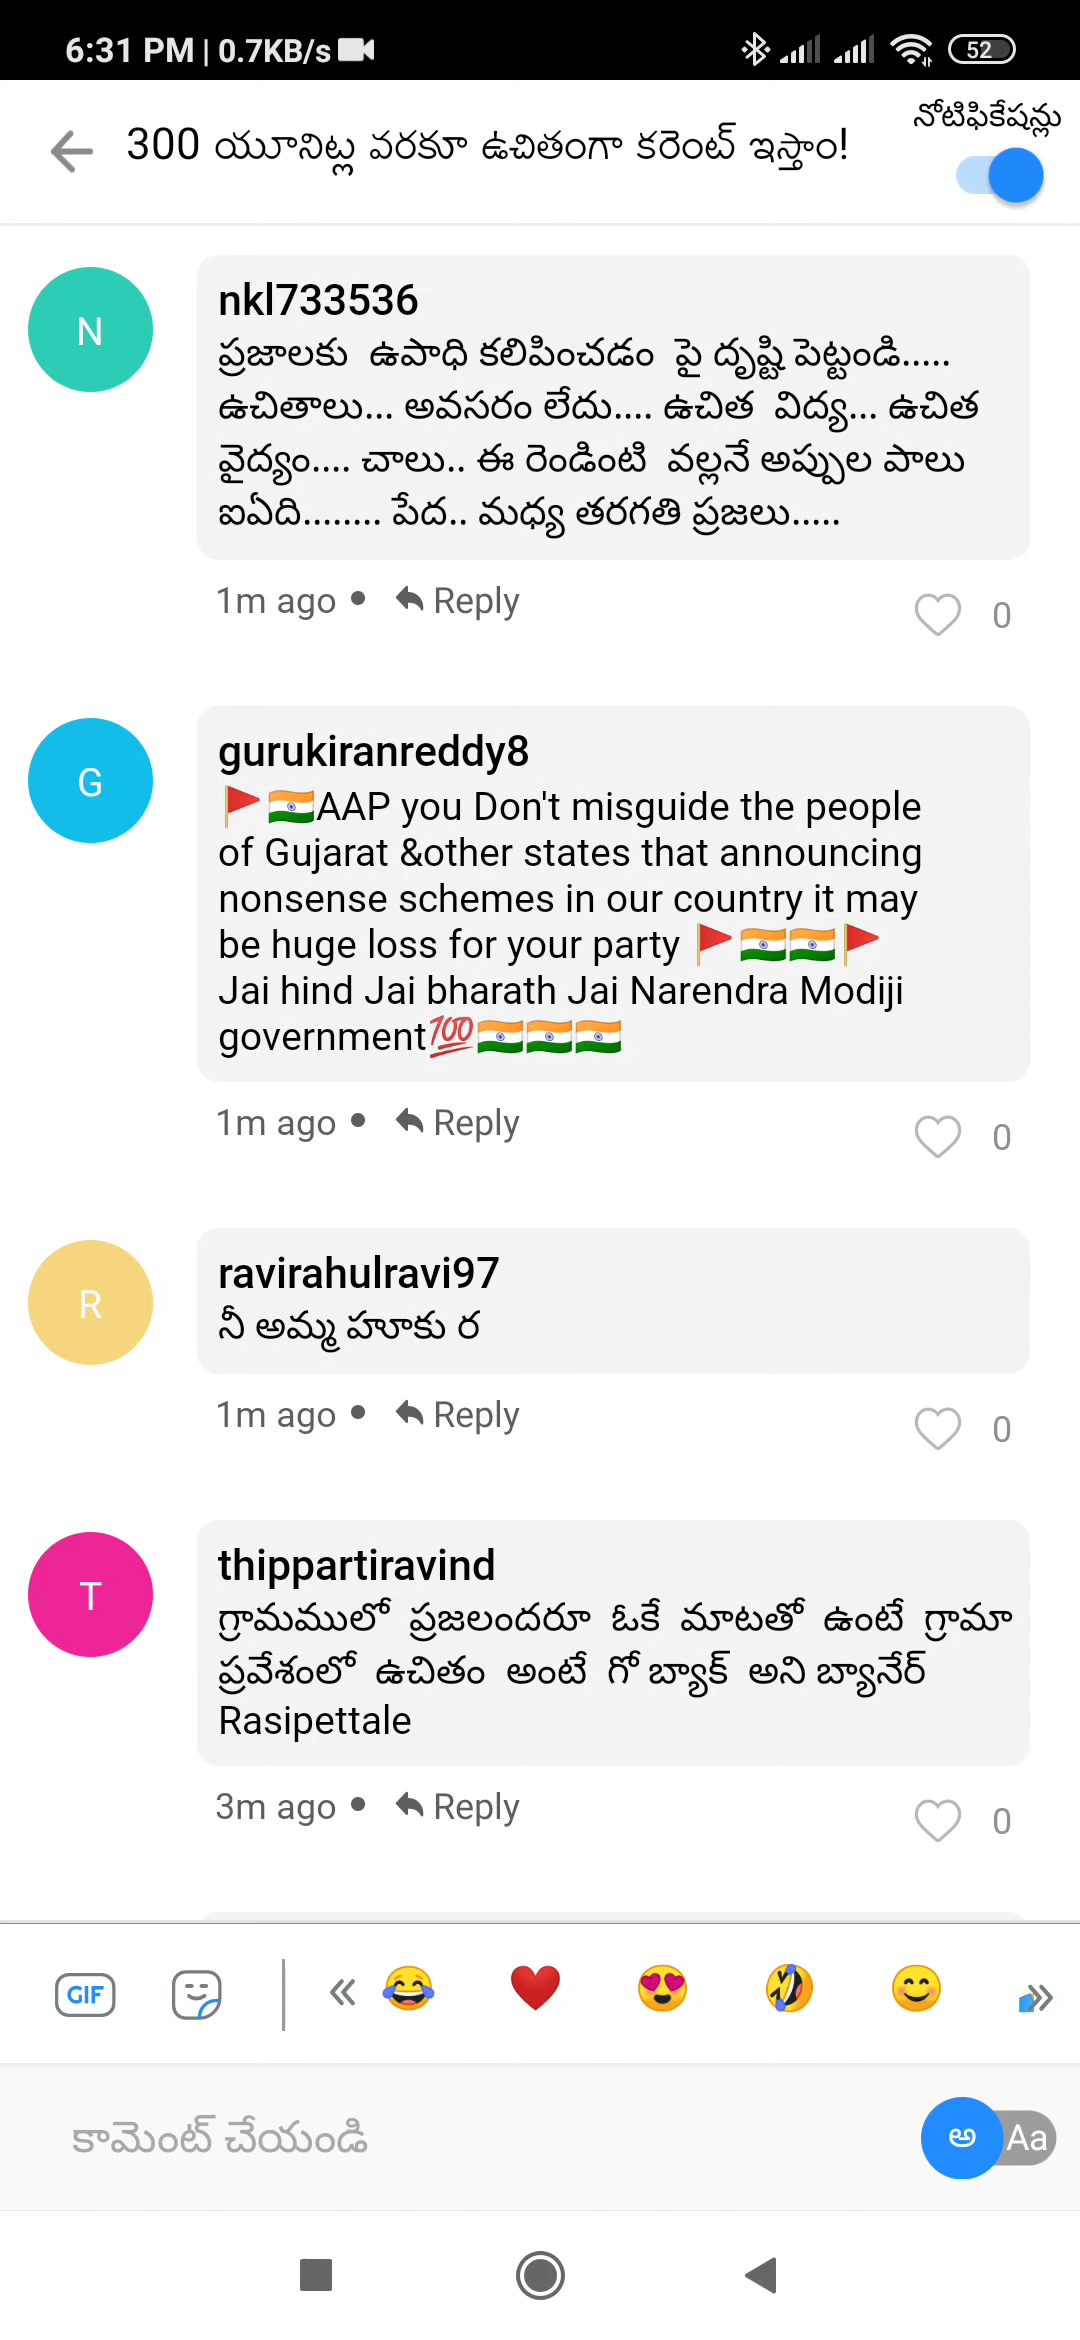 6:31 PM | 0.7KB/s
52
300 యూనిట్ల వరకూ ఉచితంగా కరెంట్ ఇస్తాం!
నోటిఫికేషన్లు
N
nkl733536
ప్రజాలకు ఉపాధి కలిపించడం పై దృష్టి పెట్టండి.....
ఉచితాలు... అవసరం లేదు.... ఉచిత విద్య... ఉచిత
వైద్యం.... చాలు.. ఈ రెండింటి వల్లనే అప్పుల పాలు
ఐఏది........ పేద.. మధ్య తరగతి ప్రజలు.....
1m ago • Reply
0
G
gurukiranreddy8
🚩🇮🇳AAP you Don't misguide the people
of Gujarat &other states that announcing
nonsense schemes in our country it may
be huge loss for your party 🚩🇮🇳🇮🇳🚩
Jai hind Jai bharath Jai Narendra Modiji
government💯🇮🇳🇮🇳🇮🇳
1m ago • Reply
0
R
ravirahulravi97
నీ అమ్మ హూకు ర
1m ago • Reply
0
T
thippartiravind
గ్రామములో ప్రజలందరూ ఓకే మాటతో ఉంటే గ్రామా
ప్రవేశంలో ఉచితం అంటే గో బ్యాక్ అని బ్యానేర్
Rasipettale
3m ago • Reply
0
GIF
కామెంట్ చేయండి
అ Aa